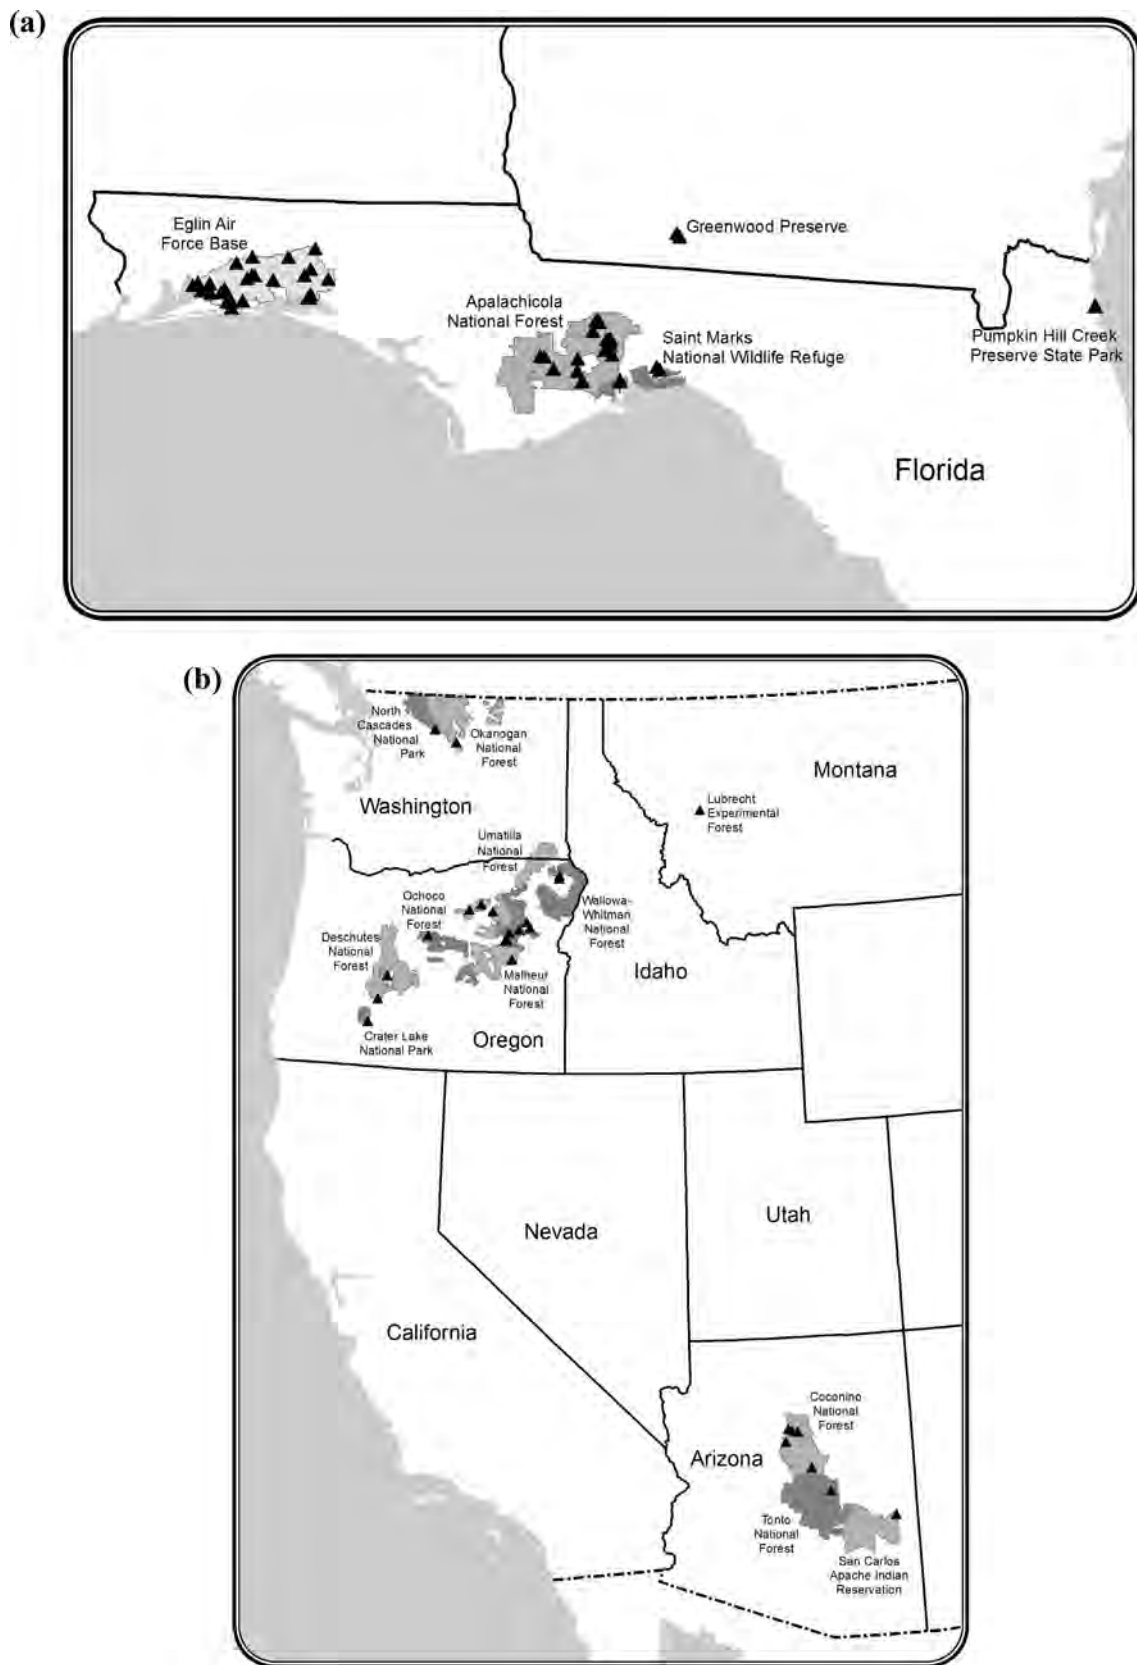 (a)
Eglin Air
Force Base
Greenwood Preserve
Apalachicola
National Forest
Saint Marks
National Wildlife Refuge
Pumpkin Hill Creek
Preserve State Park
Florida
(b)
North
Cascades
National
Park
Okanogan
National
Forest
Montana
Washington
Lubrecht
Experimental
Forest
Umatilla
National
Forest
Ochoco
National
Forest
Wallowa-
Whitman
National
Forest
Deschutes
National
Forest
Malheur
National
Forest
Idaho
Crater Lake
National Park
Oregon
Nevada
Utah
California
Coconino
National
Forest
Arizona
Tonto
National
Forest
San Carlos
Apache Indian
Reservation